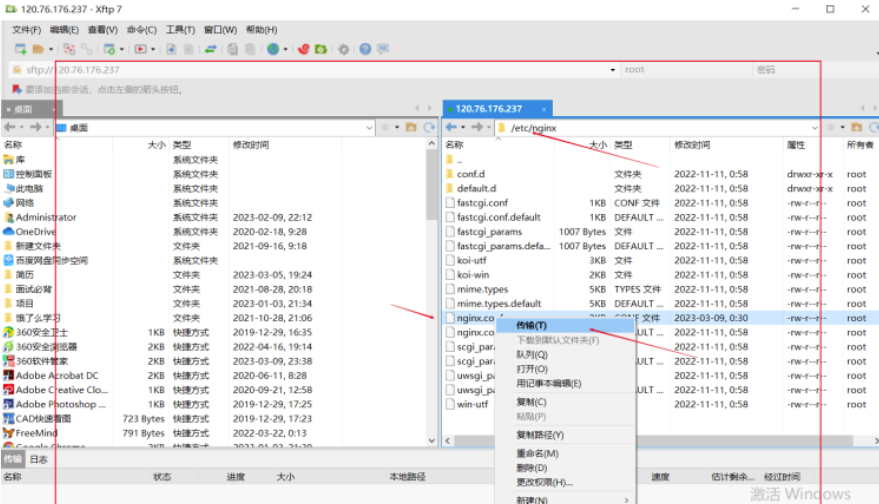 120.76.176.237 - Xftp 7
文件(F) 编辑(E) 查看(V) 命令(C) 工具(T) 窗口(W) 帮助(H)
sftp://120.76.176.237 root 密码
要添加当前会话，点击左侧的箭头按钮。
桌面 120.76.176.237
桌面 /etc/nginx
名称 大小 类型 修改时间 名称 大小 类型 修改时间 属性 所有者
库 系统文件夹 ..
控制面板 系统文件夹 conf.d 文件夹 2022-11-11, 0:58 drwxr-xr-x root
此电脑 系统文件夹 default.d 文件夹 2022-11-11, 0:58 drwxr-xr-x root
网络 系统文件夹 fastcgi.conf 1KB CONF 文件 2022-11-11, 0:58 -rw-r--r-- root
Administrator 系统文件夹 2023-02-09, 22:12 fastcgi.conf.default 1KB DEFAULT ... 2022-11-11, 0:58 -rw-r--r-- root
OneDrive 系统文件夹 2020-02-18, 9:28 fastcgi_params 1007 Bytes 文件 2022-11-11, 0:58 -rw-r--r-- root
新建文件夹 文件夹 2021-09-16, 9:18 fastcgi_params.defa... 1007 Bytes DEFAULT ... 2022-11-11, 0:58 -rw-r--r-- root
百度网盘同步空间 系统文件夹 koi-utf 3KB 文件 2022-11-11, 0:58 -rw-r--r-- root
简历 文件夹 2023-03-05, 19:24 koi-win 2KB 文件 2022-11-11, 0:58 -rw-r--r-- root
面试必背 文件夹 2021-08-28, 20:18 mime.types 5KB TYPES 文件 2022-11-11, 0:58 -rw-r--r-- root
项目 文件夹 2023-01-03, 21:34 mime.types.default 5KB DEFAULT ... 2022-11-11, 0:58 -rw-r--r-- root
饿了么学习 文件夹 2021-10-28, 21:06 nginx.conf 3KB CONF 文件 2023-03-09, 0:30 -rw-r--r-- root
360安全卫士 1KB 快捷方式 2019-12-29, 16:35 nginx.co 传输(T) ULT ... 2022-11-11, 0:58 -rw-r--r-- root
360安全浏览器 2KB 快捷方式 2022-04-16, 19:14 scgi_par 下载到默认文件夹(F) 2022-11-11, 0:58 -rw-r--r-- root
360软件管家 2KB 快捷方式 2023-03-09, 23:38 scgi_par 队列(Q) ULT ... 2022-11-11, 0:58 -rw-r--r-- root
Adobe Acrobat DC 2KB 快捷方式 2020-06-11, 8:28 uwsgi_p 打开(O) 2022-11-11, 0:58 -rw-r--r-- root
Adobe Creative Clo... 1KB 快捷方式 2020-09-21, 12:58 uwsgi_p 用记事本编辑(E) ULT ... 2022-11-11, 0:58 -rw-r--r-- root
Adobe Photoshop ... 1KB 快捷方式 2019-12-29, 17:25 win-utf 复制(C) 2022-11-11, 0:58 -rw-r--r-- root
CAD快速看图 723 Bytes 快捷方式 2019-12-29, 17:23 粘贴(P)
FreeMind 791 Bytes 快捷方式 2022-03-22, 0:13 复制路径(Y)
Google Chrome
重命名(M)
传输 日志 删除(D)
名称 状态 进度 大小 本地路径 更改权限(H)... 速度 估计剩余... 经过时间
新建(N)
激活 Windows